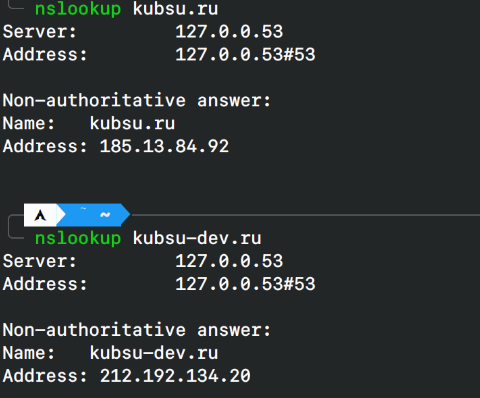 nslookup kubsu.ru
Server: 127.0.0.53
Address: 127.0.0.53#53
Non-authoritative answer:
Name: kubsu.ru
Address: 185.13.84.92
~ ~
nslookup kubsu-dev.ru
Server: 127.0.0.53
Address: 127.0.0.53#53
Non-authoritative answer:
Name: kubsu-dev.ru
Address: 212.192.134.20